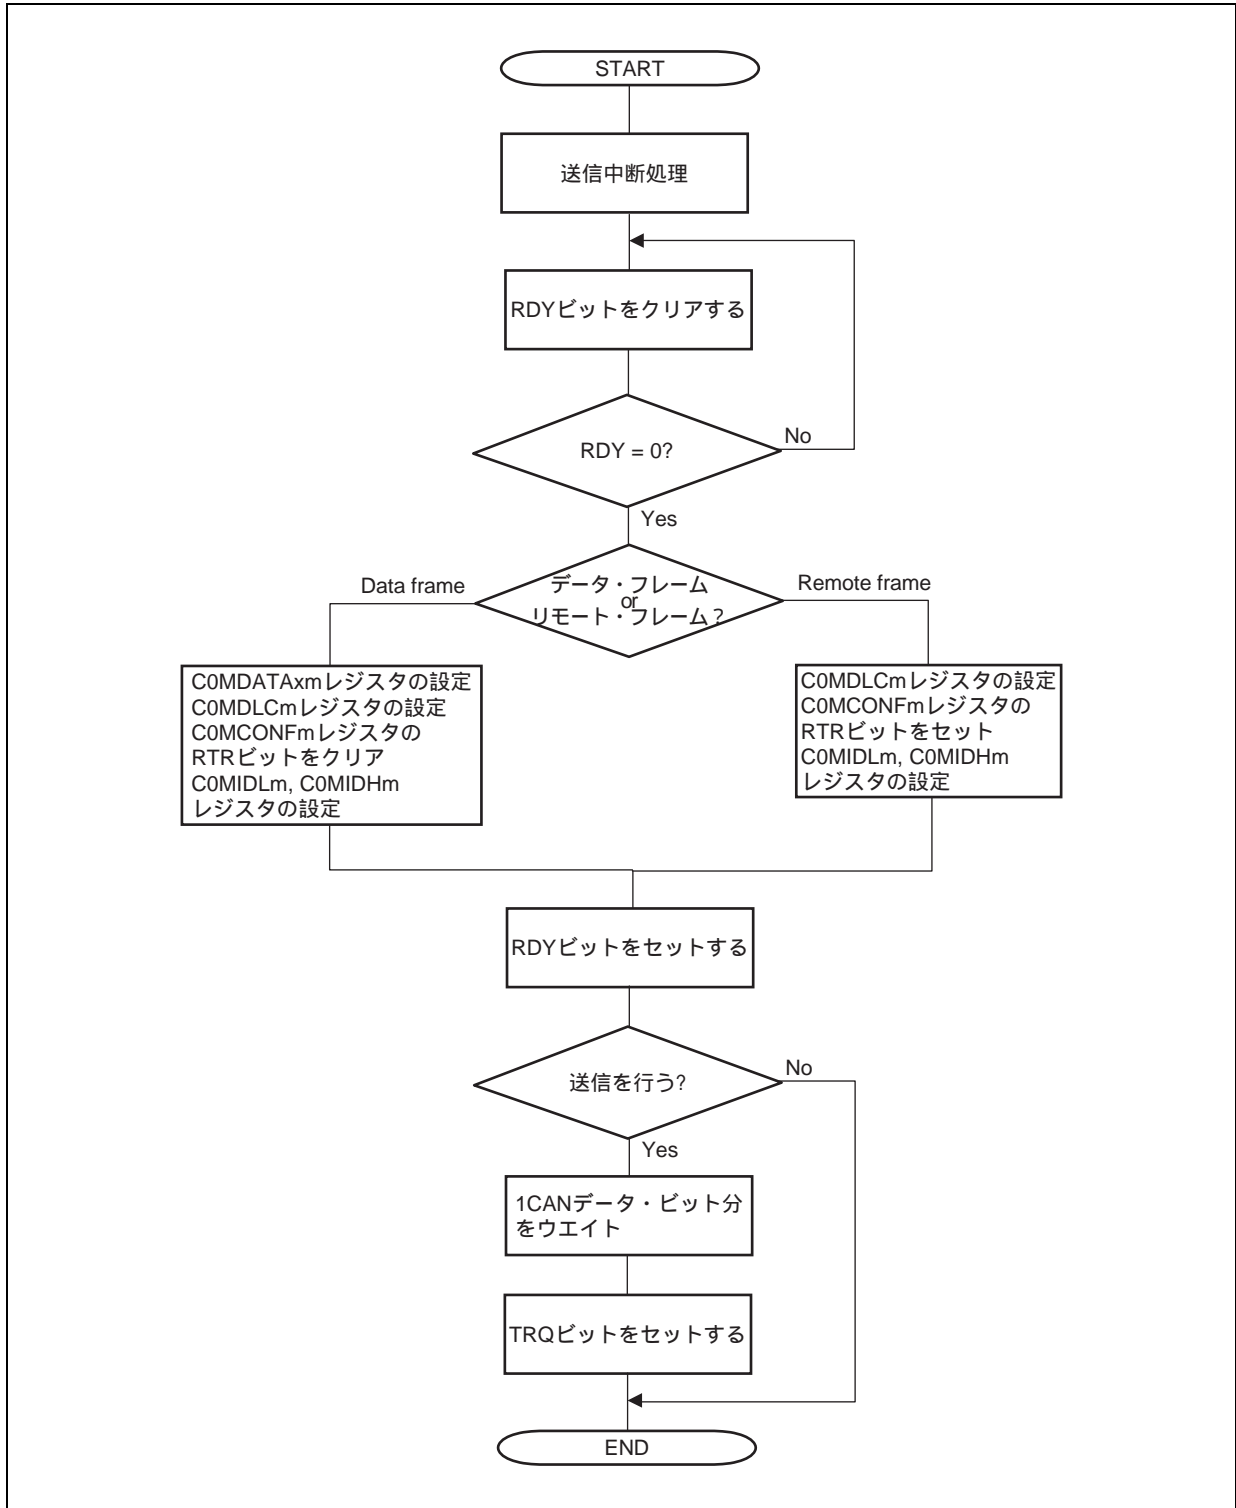 START
送信中断処理
RDYビットをクリアする
RDY = 0?
No
Yes
Data frame
データ・フレーム
or
リモート・フレーム?
Remote frame
C0MDATAxmレジスタの設定
C0MDLCmレジスタの設定
C0MCONFmレジスタの
RTRビットをクリア
C0MIDLm, C0MIDHm
レジスタの設定
C0MDLCmレジスタの設定
C0MCONFmレジスタの
RTRビットをセット
C0MIDLm, C0MIDHm
レジスタの設定
RDYビットをセットする
送信を行う?
No
Yes
1CANデータ・ビット分
をウエイト
TRQビットをセットする
END